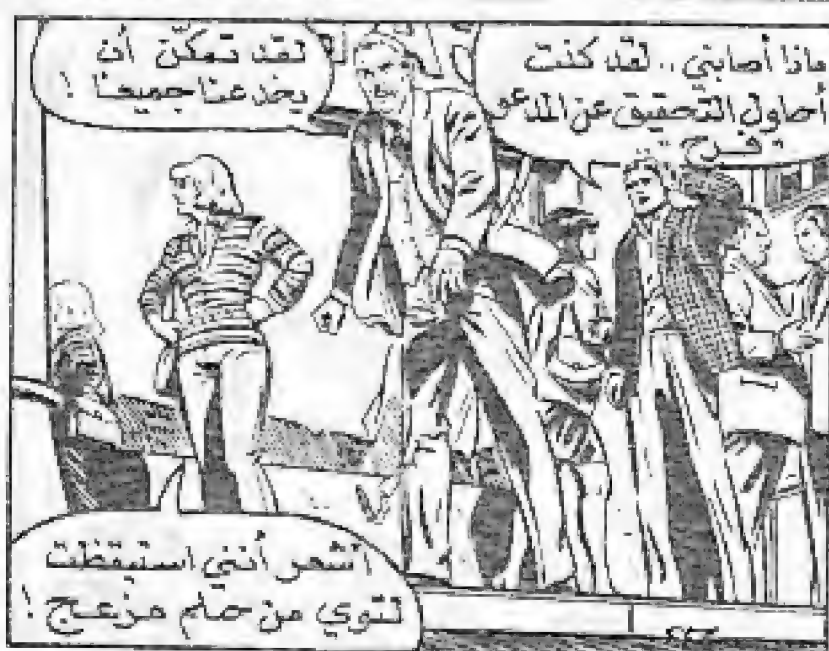 ماذا أصابني .. لقد كنت
أحاول التحقيق عن المدعو
"فرج"
لقد تمكّن أن
يخدعنا جميعًا !
أشعر أنني استيقظت
لتوي من حلم مزعج !